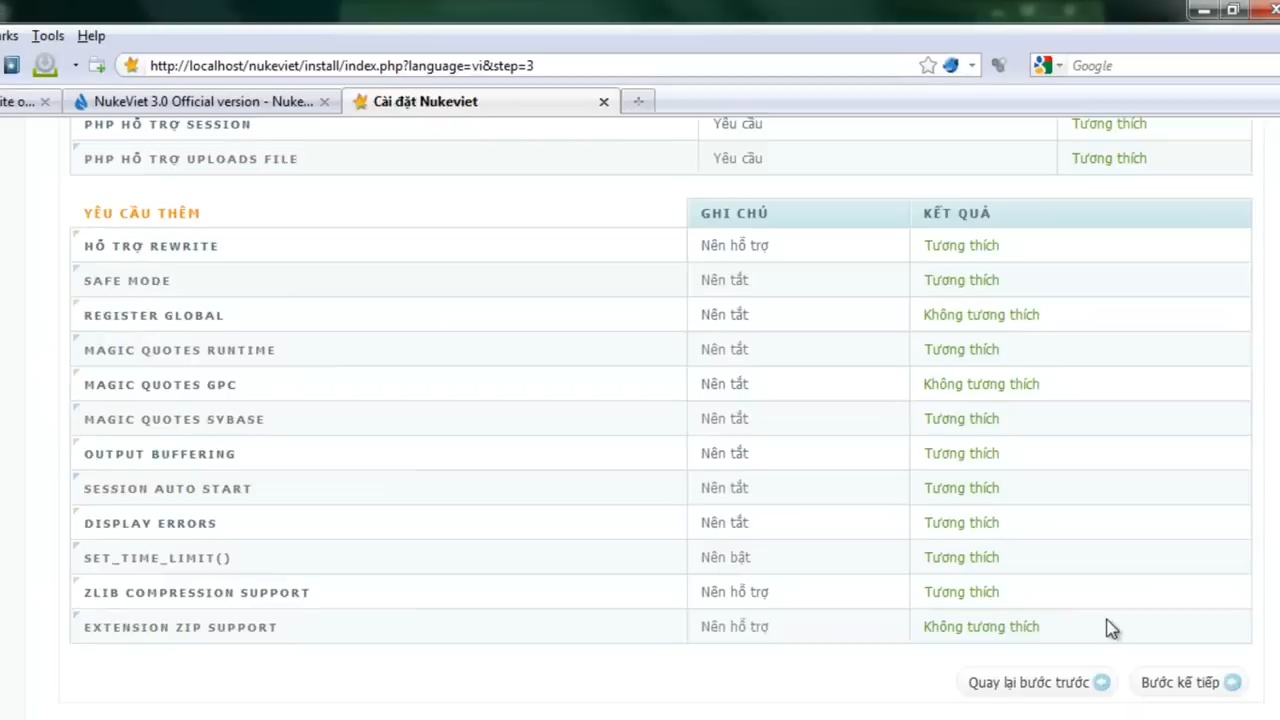 rks Tools Help
http://localhost/nukeviet/install/index.php?language=vi&step=3
Google
ite o...
NukeViet 3.0 Official version - Nuke...
Cài đặt Nukeviet
PHP HỖ TRỢ SESSION Yêu cầu Tương thích
PHP HỖ TRỢ UPLOADS FILE Yêu cầu Tương thích
YÊU CẦU THÊM GHI CHÚ KẾT QUẢ
HỖ TRỢ REWRITE Nên hỗ trợ Tương thích
SAFE MODE Nên tắt Tương thích
REGISTER GLOBAL Nên tắt Không tương thích
MAGIC QUOTES RUNTIME Nên tắt Tương thích
MAGIC QUOTES GPC Nên tắt Không tương thích
MAGIC QUOTES SYBASE Nên tắt Tương thích
OUTPUT BUFFERING Nên tắt Tương thích
SESSION AUTO START Nên tắt Tương thích
DISPLAY ERRORS Nên tắt Tương thích
SET_TIME_LIMIT() Nên bật Tương thích
ZLIB COMPRESSION SUPPORT Nên hỗ trợ Tương thích
EXTENSION ZIP SUPPORT Nên hỗ trợ Không tương thích
Quay lại bước trước Bước kế tiếp